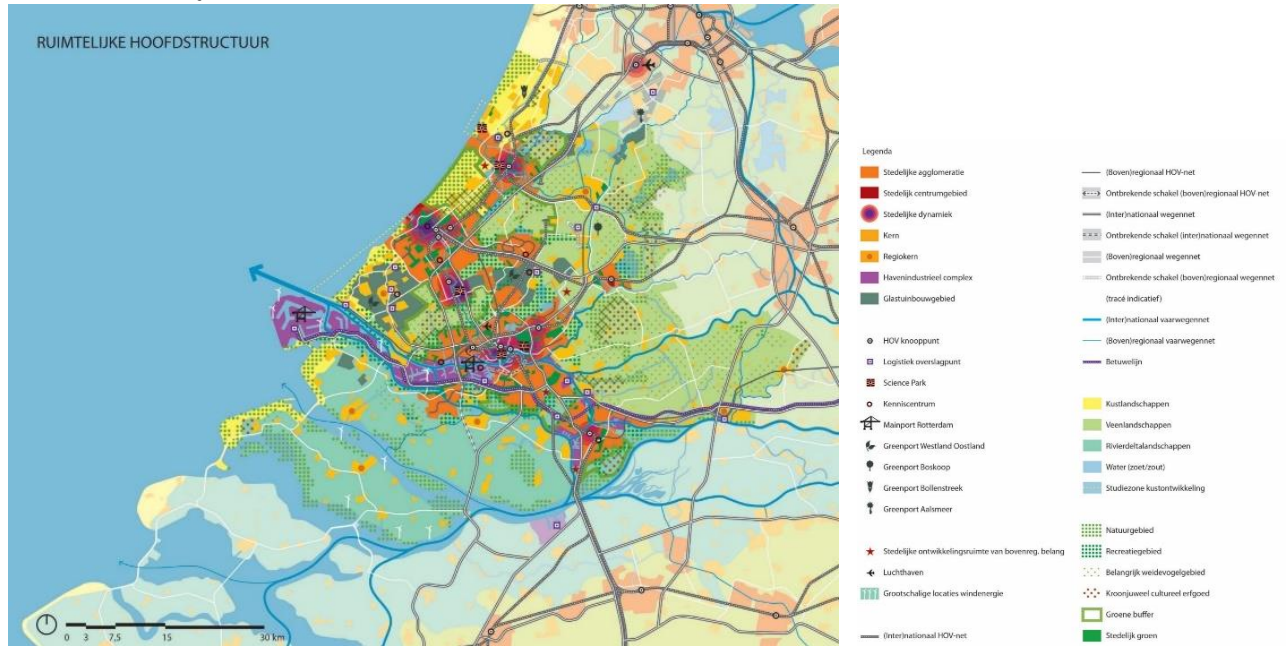 RUIMTELIJKE HOOFDSTRUCTUUR
0 3 7,5 15 30 km
Legenda
Stedelijke agglomeratie
Stedelijk centrumgebied
Stedelijke dynamiek
Kern
Regiokern
Havenindustrieel complex
Glastuinbouwgebied
HOV knooppunt
Logistiek overslagpunt
Science Park
Kenniscentrum
Mainport Rotterdam
Greenport Westland Oostland
Greenport Boskoop
Greenport Bollenstreek
Greenport Aalsmeer
Stedelijke ontwikkelingsruimte van bovenreg. belang
Luchthaven
Grootschalige locaties windenergie
(Inter)nationaal HOV-net
(Boven)regionaal HOV-net
Ontbrekende schakel (boven)regionaal HOV-net
(Inter)nationaal wegennet
Ontbrekende schakel (inter)nationaal wegennet
(Boven)regionaal wegennet
Ontbrekende schakel (boven)regionaal wegennet
(tracé indicatief)
(Inter)nationaal vaarwegennet
(Boven)regionaal vaarwegennet
Betuwelijn
Kustlandschappen
Veenlandschappen
Rivierdeltalandschappen
Water (zoet/zout)
Studiezone kustontwikkeling
Natuurgebied
Recreatiegebied
Belangrijk weidevogelgebied
Kroonjuweel cultureel erfgoed
Groene buffer
Stedelijk groen